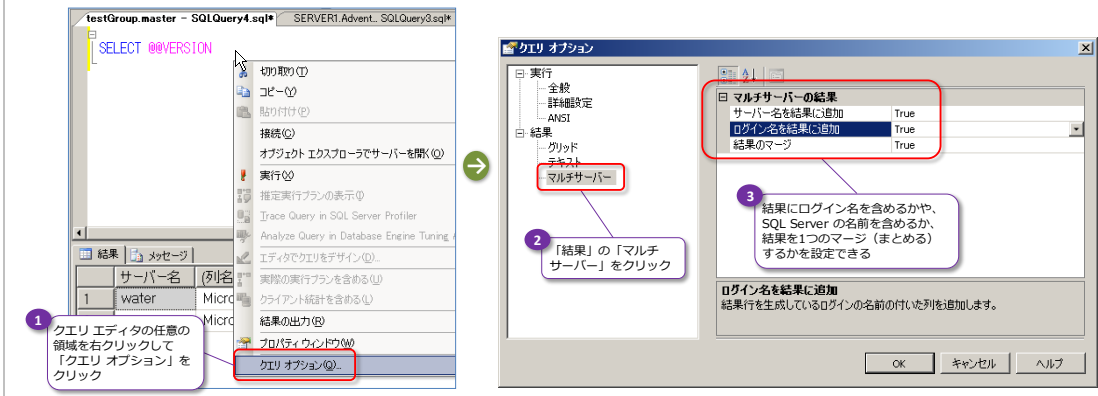 testGroup.master - SQLQuery4.sql*
SERVER1.Advent... SQLQuery3.sql*
SELECT @@VERSION
切り取り(T)
コピー(Y)
貼り付け(P)
接続(C)
オブジェクト エクスプローラでサーバーを開く(O)
実行(X)
推定実行プランの表示(I)
Trace Query in SQL Server Profiler
Analyze Query in Database Engine Tuning
エディタでクエリをデザイン(D)...
実際の実行プランを含める(U)
クライアント統計を含める(L)
結果の出力(R)
プロパティ ウィンドウ(W)
クエリ オプション(Q)...
結果
メッセージ
サーバー名
(列名
1
water
Micro
Micro
1
クエリ エディタの任意の
領域を右クリックして
「クエリ オプション」を
クリック
クエリ オプション
実行
全般
詳細設定
ANSI
結果
グリッド
テキスト
マルチサーバー
マルチサーバーの結果
サーバー名を結果に追加
True
ログイン名を結果に追加
True
結果のマージ
True
2
「結果」の「マルチ
サーバー」をクリック
3
結果にログイン名を含めるかや、
SQL Server の名前を含めるか、
結果を1つのマージ（まとめる）
するかを設定できる
ログイン名を結果に追加
結果行を生成しているログインの名前の付いた列を追加します。
OK
キャンセル
ヘルプ